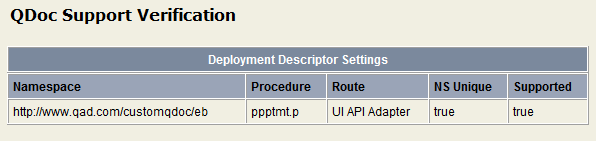 QDoc Support Verification
Deployment Descriptor Settings
Namespace Procedure Route NS Unique Supported
http://www.qad.com/customqdoc/eb ppptmt.p UI API Adapter true true